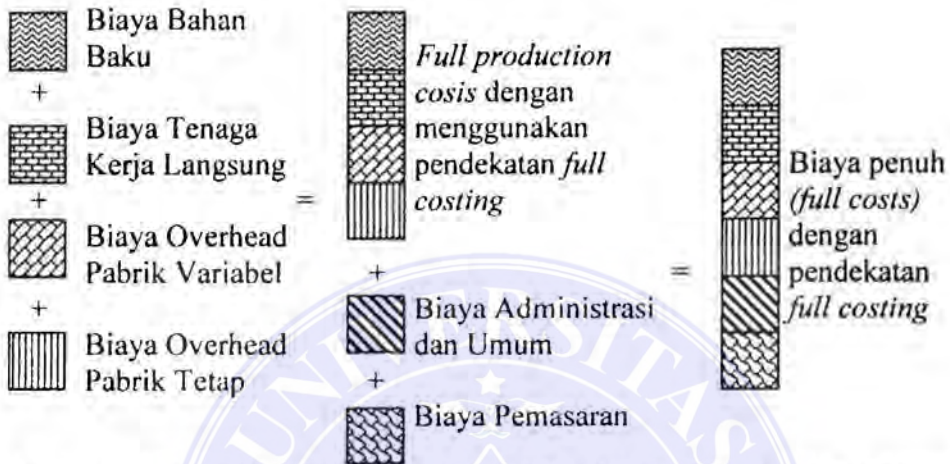 Biaya Bahan
Baku
+
Biaya Tenaga
Kerja Langsung
+
Biaya Overhead
Pabrik Variabel
+
Biaya Overhead
Pabrik Tetap
=
Full production
cosis dengan
menggunakan
pendekatan full
costing
+
Biaya Administrasi
dan Umum
+
Biaya Pemasaran
=
Biaya penuh
(full costs)
dengan
pendekatan
full costing
UNIVERSITAS